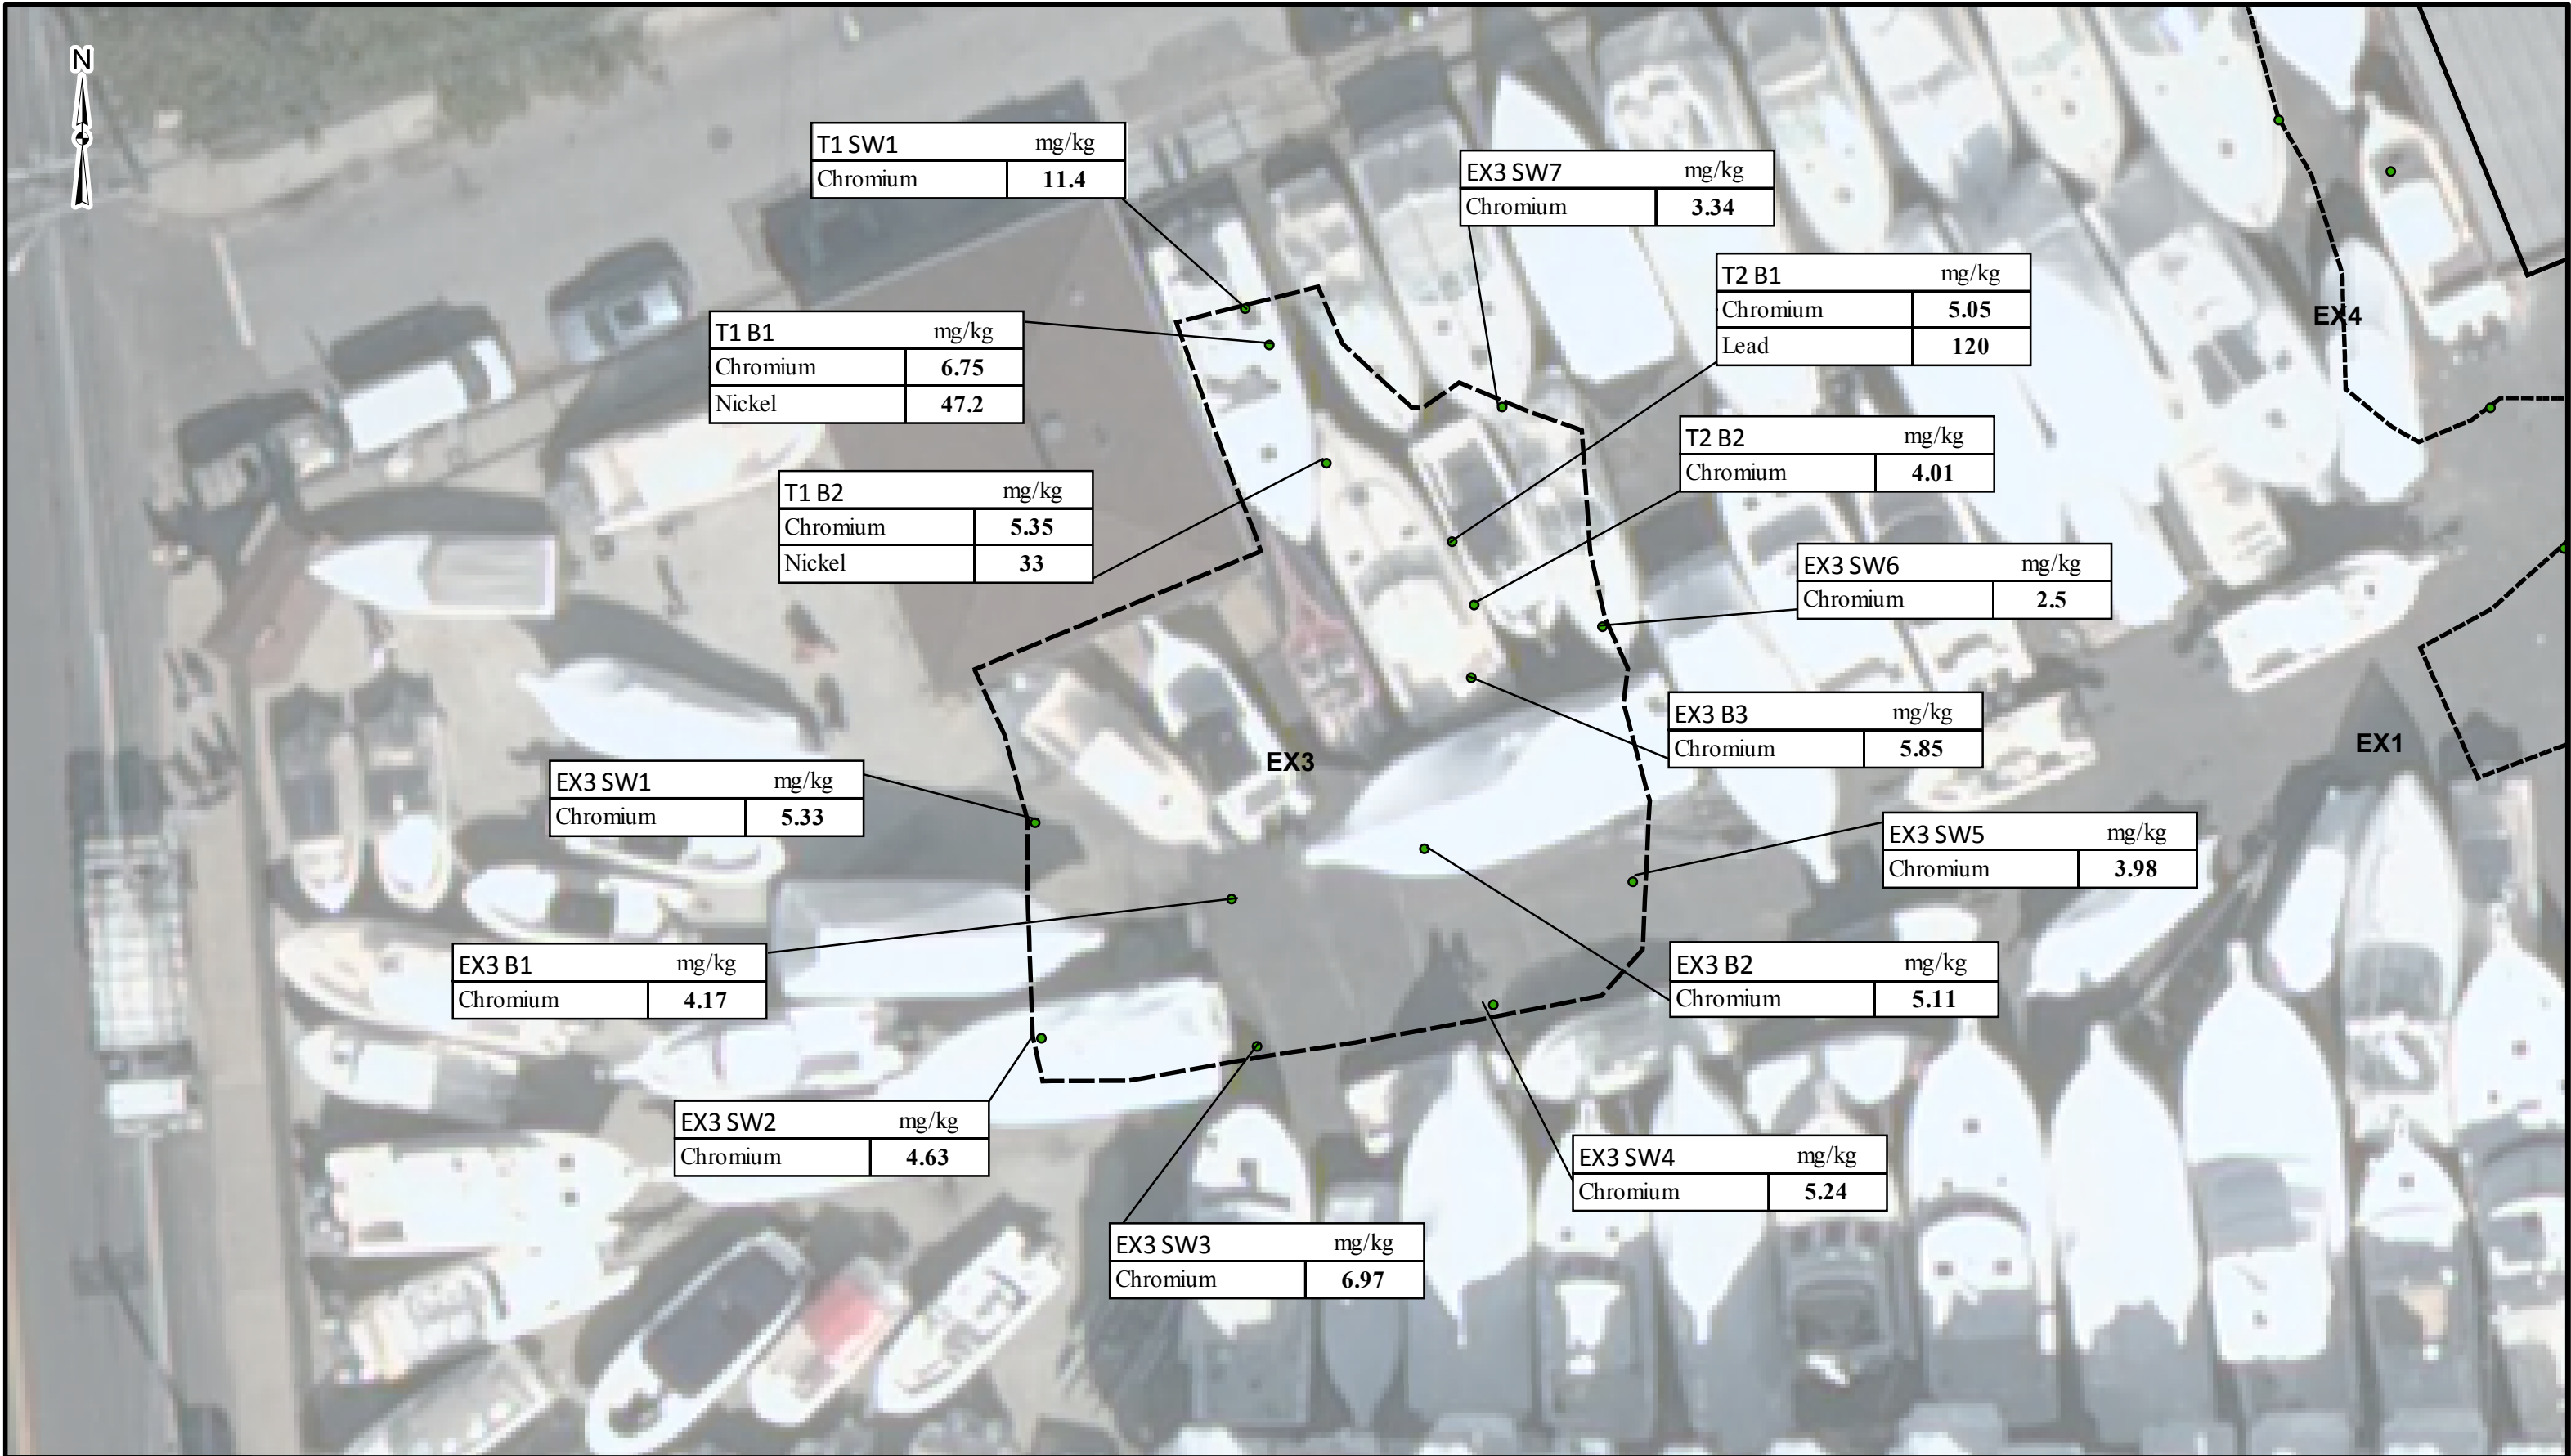 N
T1 SW1 mg/kg
Chromium 11.4
EX3 SW7 mg/kg
Chromium 3.34
T2 B1 mg/kg
Chromium 5.05
Lead 120
EX4
T1 B1 mg/kg
Chromium 6.75
Nickel 47.2
T2 B2 mg/kg
Chromium 4.01
T1 B2 mg/kg
Chromium 5.35
Nickel 33
EX3 SW6 mg/kg
Chromium 2.5
EX3 B3 mg/kg
Chromium 5.85
EX1
EX3
EX3 SW1 mg/kg
Chromium 5.33
EX3 SW5 mg/kg
Chromium 3.98
EX3 B1 mg/kg
Chromium 4.17
EX3 B2 mg/kg
Chromium 5.11
EX3 SW2 mg/kg
Chromium 4.63
EX3 SW4 mg/kg
Chromium 5.24
EX3 SW3 mg/kg
Chromium 6.97